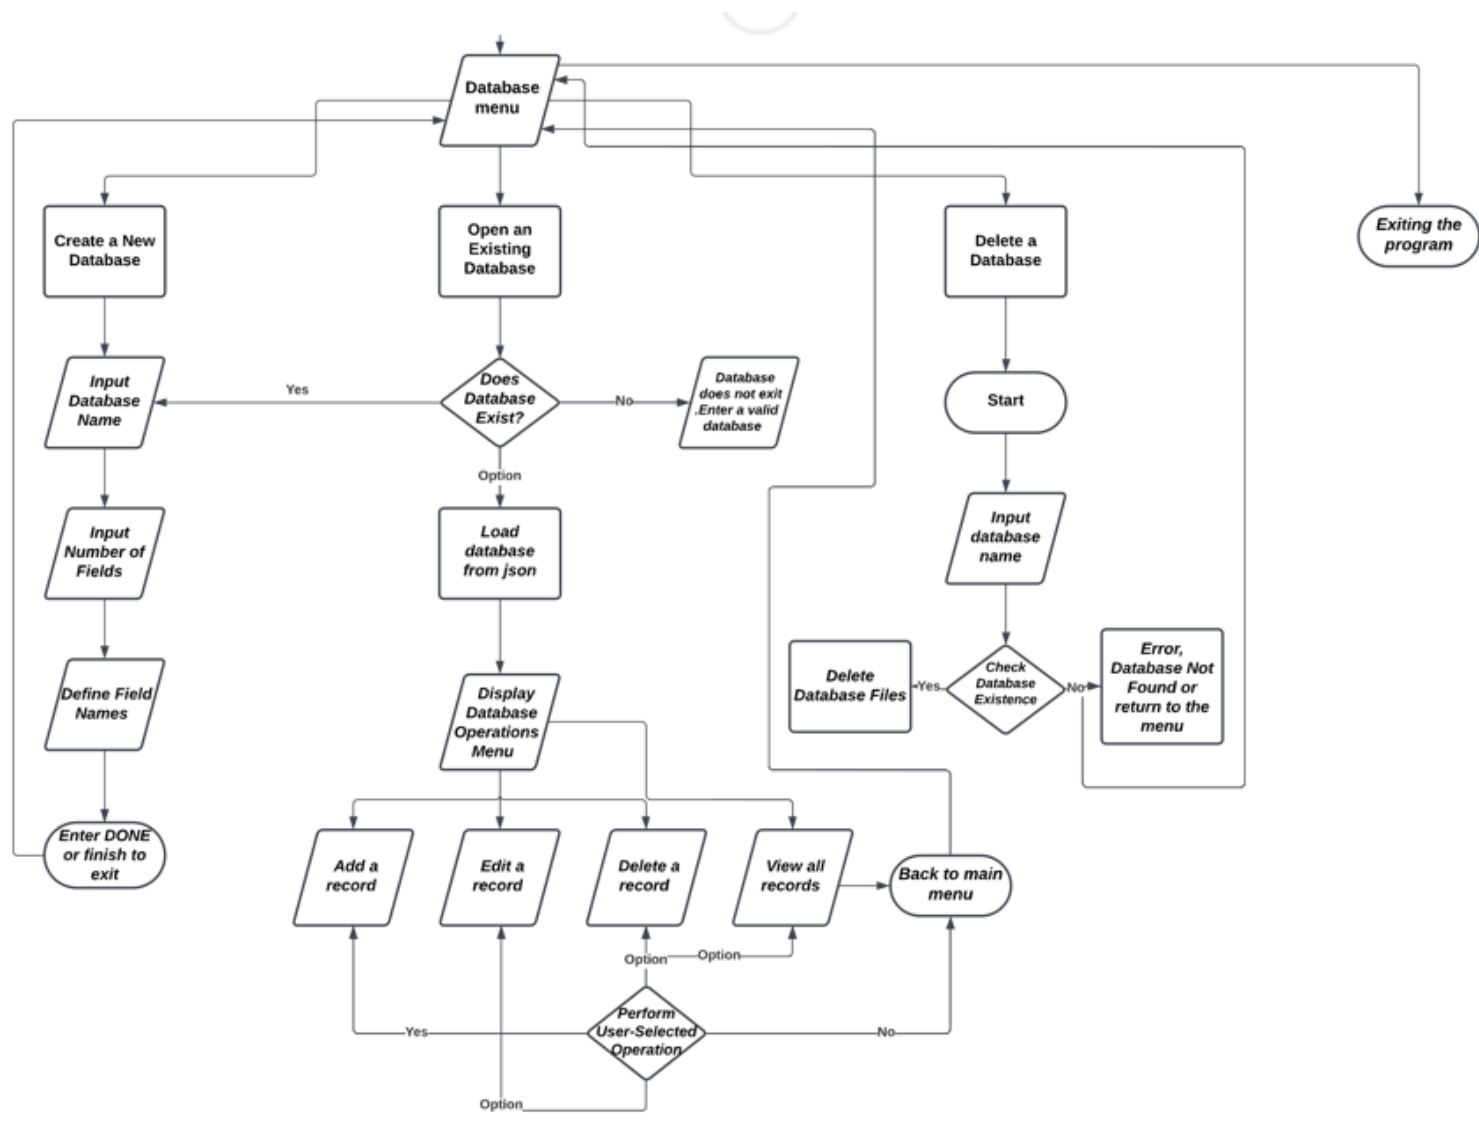 Database
menu
Create a New
Database
Open an
Existing
Database
Delete a
Database
Exiting the
program
Input
Database
Name
Yes
Does
Database
Exist?
No
Database
does not exit
.Enter a valid
database
Start
Option
Input
Number of
Fields
Load
database
from json
Input
database
name
Define Field
Names
Display
Database
Operations
Menu
Delete
Database Files
Yes
Check
Database
Existence
No
Error,
Database Not
Found or
return to the
menu
Enter DONE
or finish to
exit
Add a
record
Edit a
record
Delete a
record
View all
records
Back to main
menu
Option
Option
Perform
User-Selected
Operation
Yes
No
Option